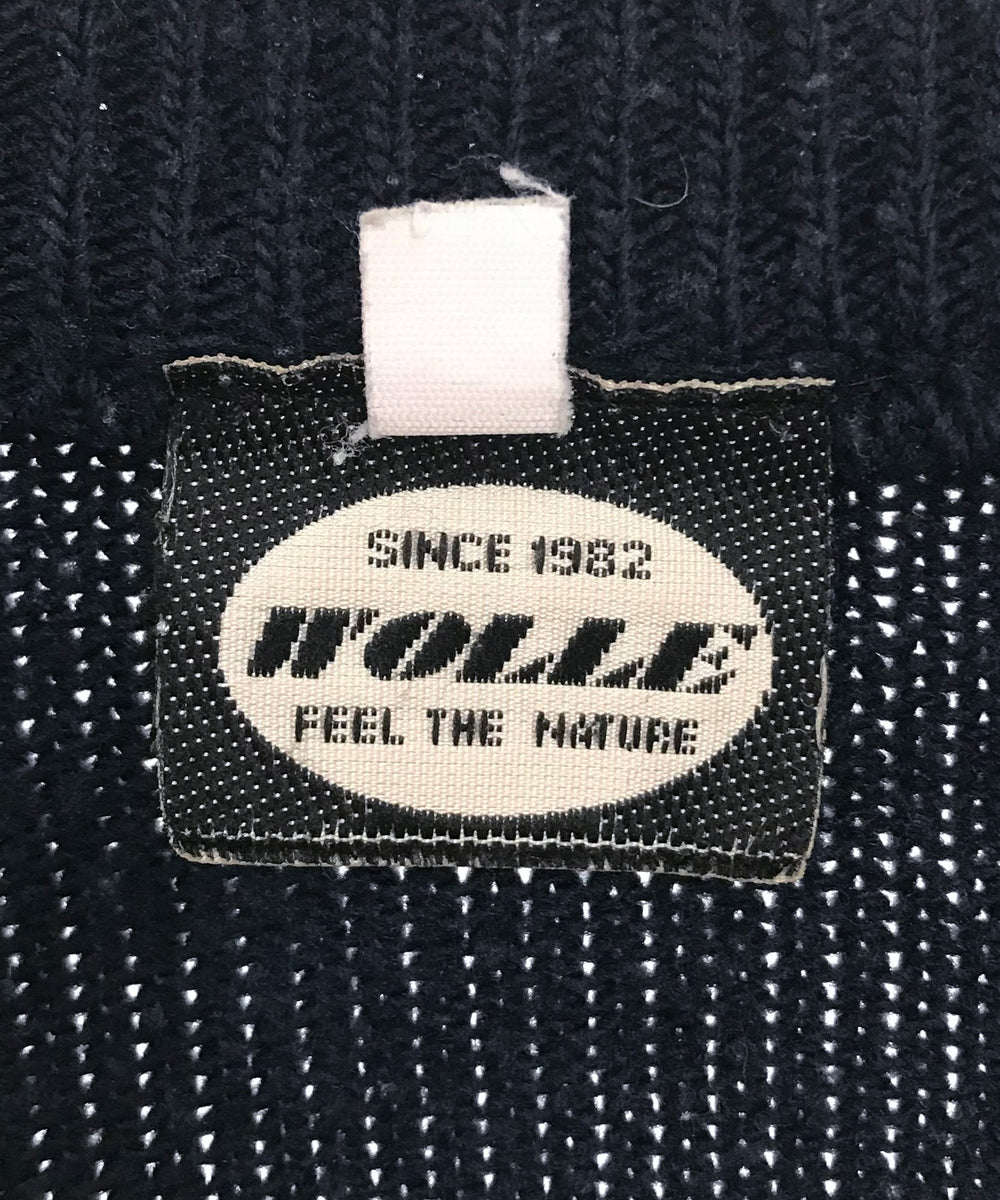 SINCE 1982
WOLLE
FEEL THE NATURE